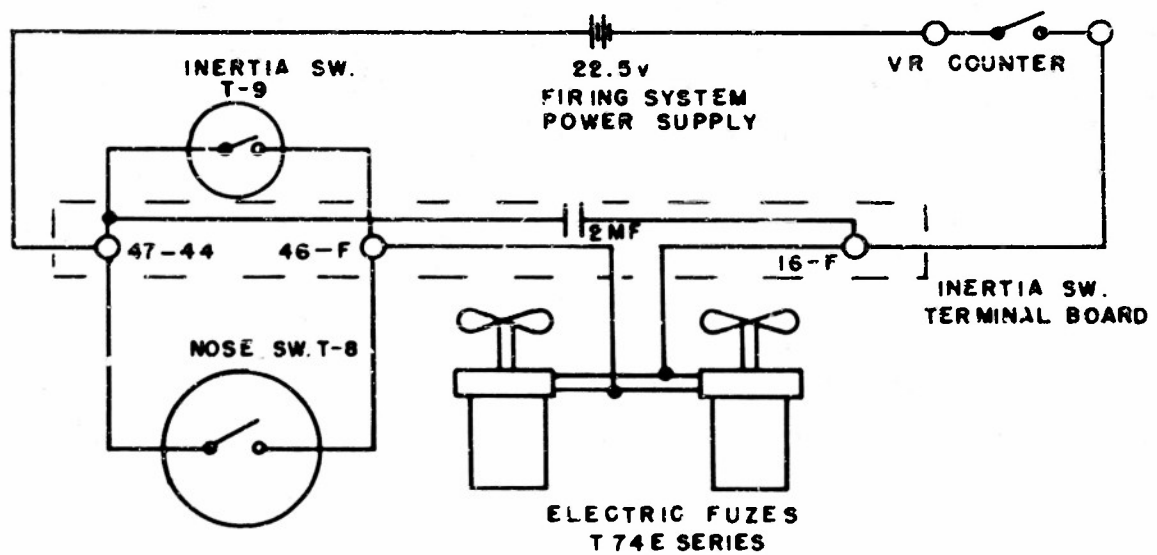 INERTIA SW.
T-9
22.5v
FIRING SYSTEM
POWER SUPPLY
VR COUNTER
47-44
46-F
2MF
16-F
INERTIA SW.
TERMINAL BOARD
NOSE SW. T-8
ELECTRIC FUZES
T 74 E SERIES